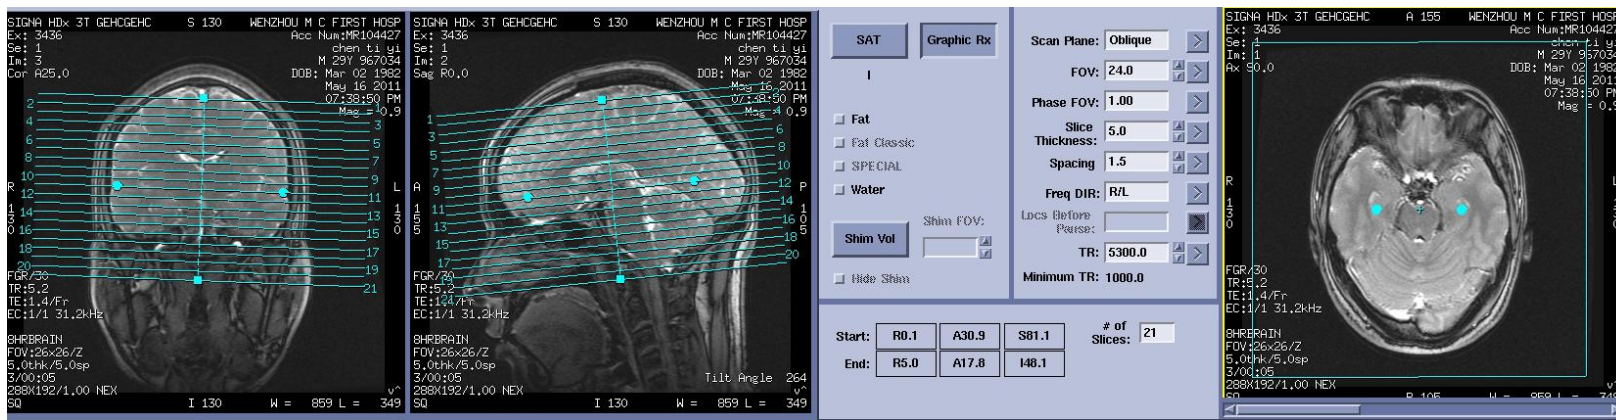 SIGNA HDx 3T GEHCGEHC S 130 WENZHOU M C FIRST HOSP
Ex: 3436 Acc Num:MR104427
Se: 1 chen ti yi
Im: 3 M 29Y 967034
Cor A25.0 DOB: Mar 02 1982
May 16 2011
07:38:50 PM
Mag = 0.9
R
130
L
130
FGR/30
TR:5.2
TE:1.4/Fr
EC:1/1 31.2kHz
8HRBRAIN
FOV:26x26/Z
5.0thk/5.0sp
3/00:05
288X192/1.00 NEX
SQ I 130 W = 859 L = 349
SIGNA HDx 3T GEHCGEHC S 130 WENZHOU M C FIRST HOSP
Ex: 3436 Acc Num:MR104427
Se: 1 chen ti yi
Im: 2 M 29Y 967034
Sag R0.0 DOB: Mar 02 1982
May 16 2011
07:38:50 PM
Mag = 0.9
A
155
P
105
FGR/30
TR:5.2
TE:1.4/Fr
EC:1/1 31.2kHz
8HRBRAIN
FOV:26x26/Z
5.0thk/5.0sp
3/00:05 Tilt Angle 264
288X192/1.00 NEX
SQ I 130 W = 859 L = 349
SAT
Graphic Rx
I
Fat
Fat Classic
SPECIAL
Water
Shim FOV:
Shim Vol
Hide Shim
Scan Plane: Oblique
FOV: 24.0
Phase FOV: 1.00
Slice
Thickness: 5.0
Spacing 1.5
Freq DIR: R/L
Locs Before
Pause:
TR: 5300.0
Minimum TR: 1000.0
Start: R0.1 A30.9 S81.1
End: R5.0 A17.8 I48.1
# of
Slices: 21
SIGNA HDx 3T GEHCGEHC A 155 WENZHOU M C FIRST HOSP
Ex: 3436 Acc Num:MR104427
Se: 1 chen ti yi
Im: 1 M 29Y 967034
Ax S0.0 DOB: Mar 02 1982
May 16 2011
07:38:50 PM
Mag = 0.9
R
130
FGR/30
TR:5.2
TE:1.4/Fr
EC:1/1 31.2kHz
8HRBRAIN
FOV:26x26/Z
5.0thk/5.0sp
3/00:05
288X192/1.00 NEX